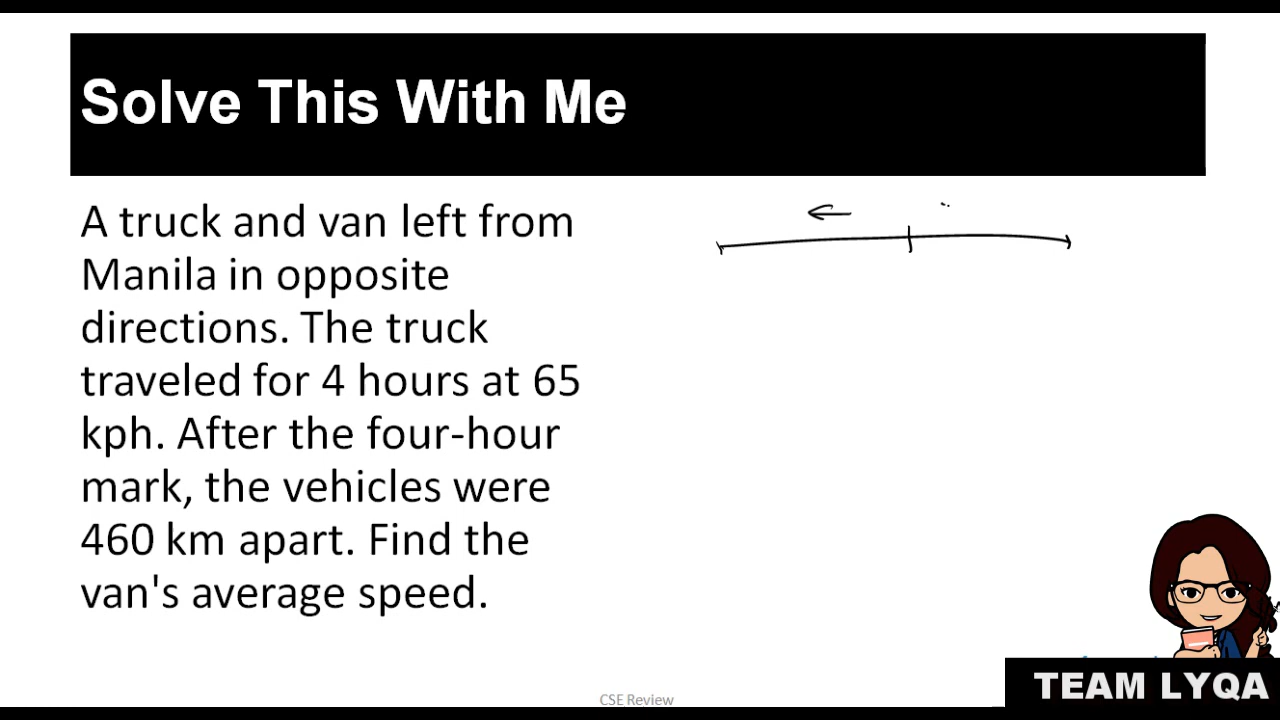 Solve This With Me
A truck and van left from
Manila in opposite
directions. The truck
traveled for 4 hours at 65
kph. After the four-hour
mark, the vehicles were
460 km apart. Find the
van's average speed.
CSE Review
TEAM LYQA